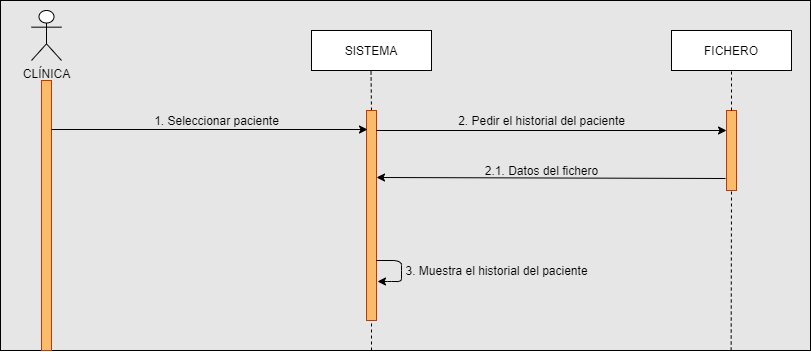 SISTEMA
FICHERO
CLÍNICA
1. Seleccionar paciente
2. Pedir el historial del paciente
2.1. Datos del fichero
3. Muestra el historial del paciente